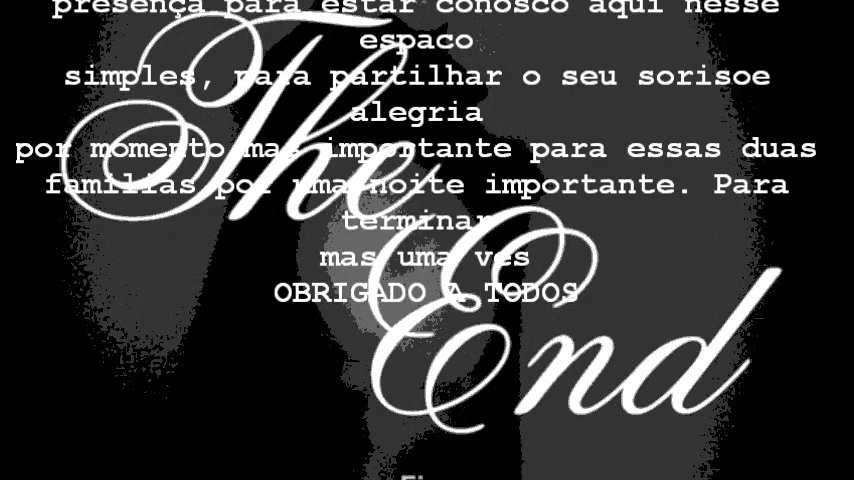 presença para estar conosco aqui nesse
espaco
simples, para partilhar o seu sorisoe
alegria
por momento mas importante para essas duas
familias por uma noite importante. Para
terminar
mas uma ves
OBRIGADO A TODOS
The
End